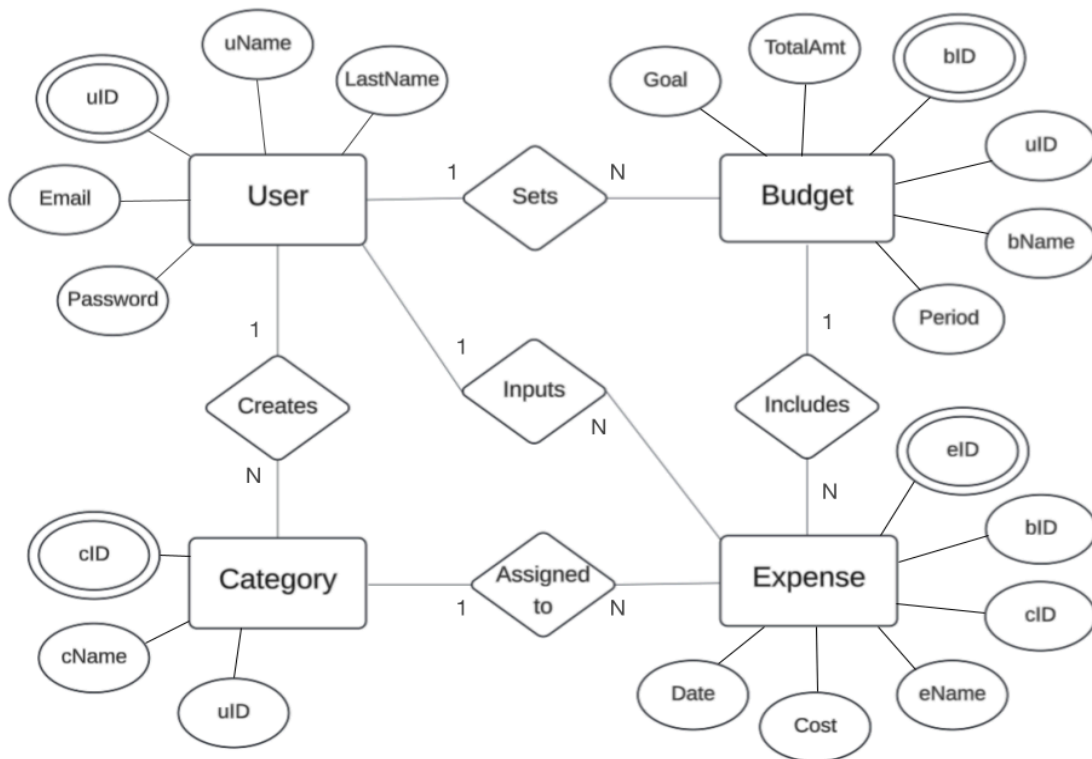 uName
TotalAmt
bID
LastName
Goal
uID
uID
Email
User
1
Sets
N
Budget
bName
Password
Period
1
1
1
Creates
Inputs
Includes
N
N
eID
N
bID
cID
Category
1
Assigned
to
N
Expense
cID
cName
uID
Date
Cost
eName